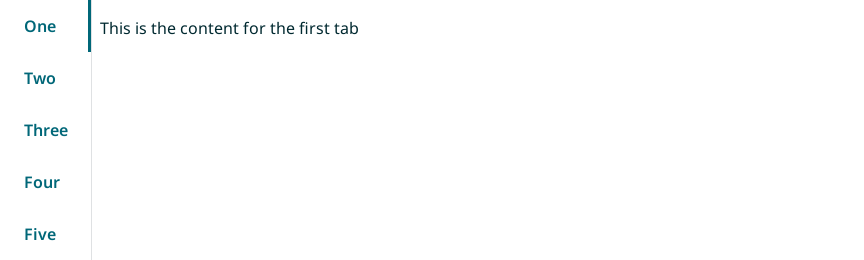 One
This is the content for the first tab
Two
Three
Four
Five